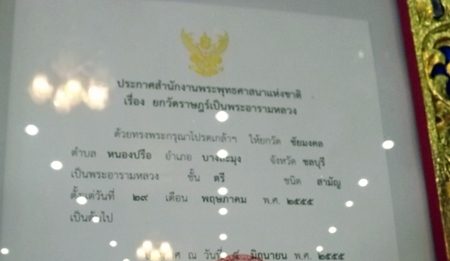 ประกาศสำนักงานพระพุทธศาสนาแห่งชาติ
เรื่อง ยกวัดราษฎร์เป็นพระอารามหลวง
ด้วยทรงพระกรุณาโปรดเกล้าฯ ให้ยกวัด ชัยมงคล
ตำบล หนองปรือ อำเภอ บางละมุง จังหวัด ชลบุรี
เป็นพระอารามหลวง ชั้น ตรี ชนิด สามัญ
ตั้งแต่วันที่ ๒๙ เดือน พฤษภาคม พ.ศ. ๒๕๕๕
เป็นต้นไป
ณ วันที่ มิถุนายน พ.ศ. ๒๕๕๕